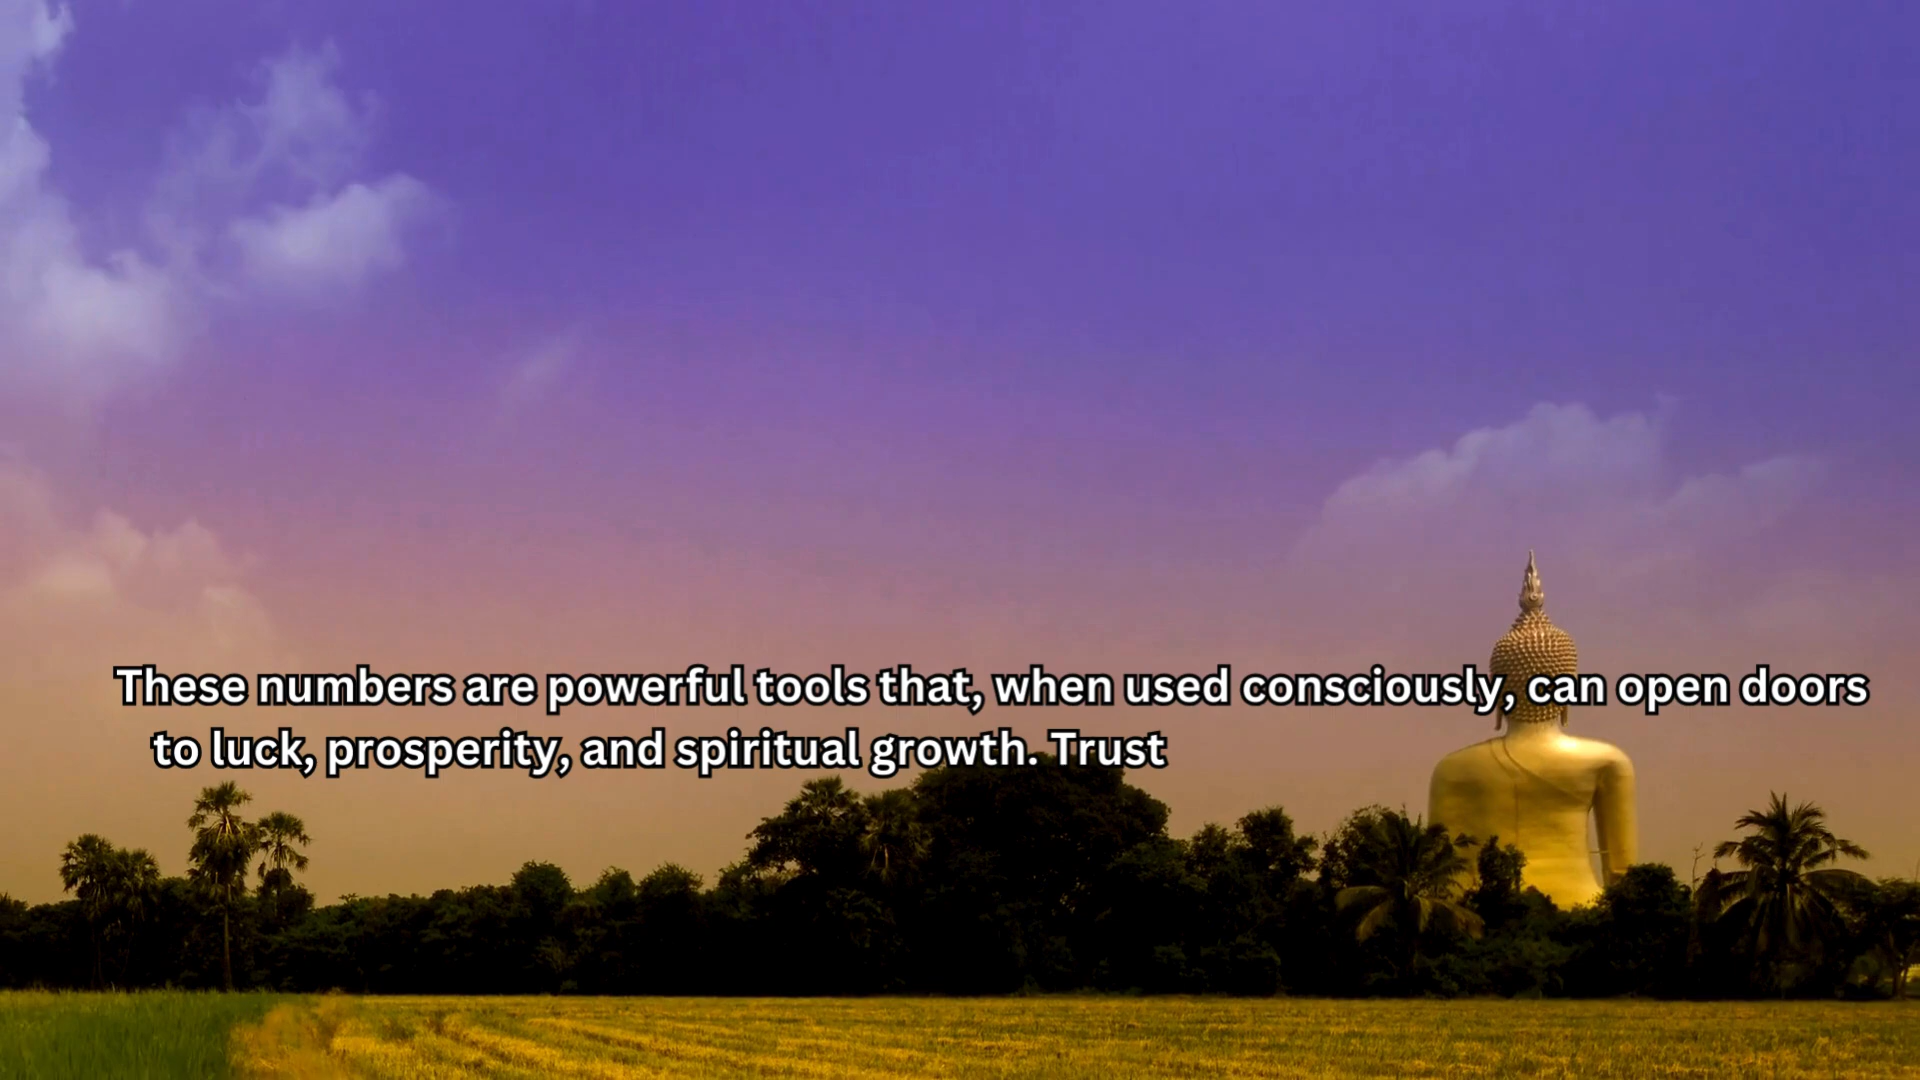 These numbers are powerful tools that, when used consciously, can open doors
to luck, prosperity, and spiritual growth. Trust